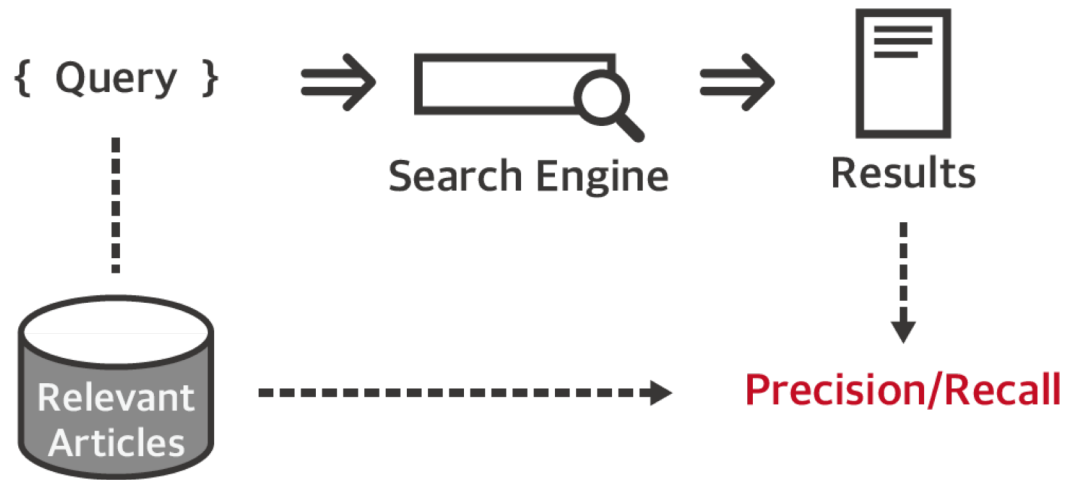 { Query }
Search Engine
Results
Relevant
Articles
Precision/Recall